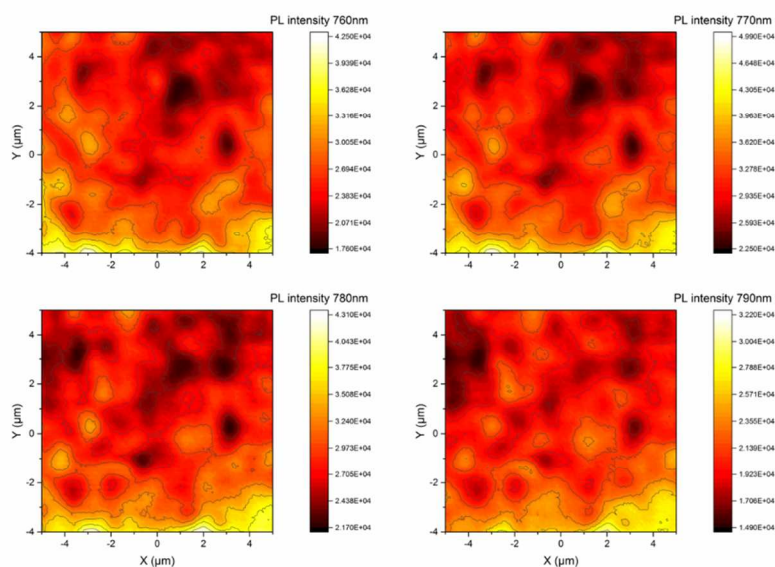 PL intensity 760nm
4.250E+04
3.939E+04
3.628E+04
3.316E+04
3.005E+04
2.694E+04
2.383E+04
2.071E+04
1.760E+04
Y (µm)
4
2
0
-2
-4
-4
-2
0
2
4
PL intensity 770nm
4.990E+04
4.648E+04
4.305E+04
3.963E+04
3.620E+04
3.278E+04
2.935E+04
2.593E+04
2.250E+04
4
2
0
-2
-4
-4
-2
0
2
4
PL intensity 780nm
4.310E+04
4.043E+04
3.775E+04
3.508E+04
3.240E+04
2.973E+04
2.705E+04
2.438E+04
2.170E+04
Y (µm)
4
2
0
-2
-4
-4
-2
0
2
4
X (µm)
PL intensity 790nm
3.220E+04
3.004E+04
2.788E+04
2.571E+04
2.355E+04
2.139E+04
1.923E+04
1.706E+04
1.490E+04
Y (µm)
4
2
0
-2
-4
-4
-2
0
2
4
X (µm)